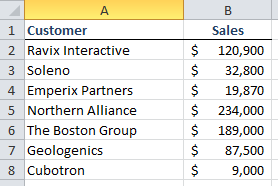 A B
1 Customer Sales
2 Ravix Interactive $ 120,900
3 Soleno $ 32,800
4 Emperix Partners $ 19,870
5 Northern Alliance $ 234,000
6 The Boston Group $ 189,000
7 Geologenics $ 87,500
8 Cubotron $ 9,000